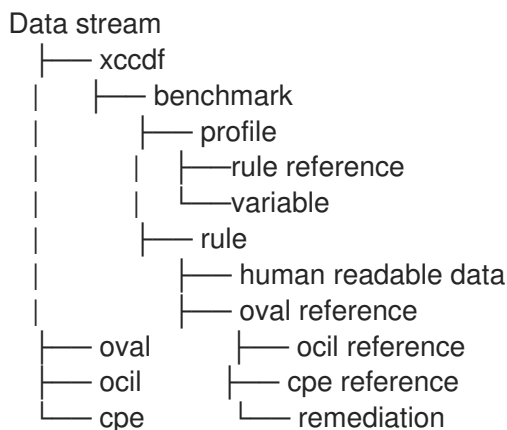 Data stream
├── xccdf
| ├── benchmark
| ├── profile
| | ├──rule reference
| | └──variable
| ├── rule
| ├── human readable data
| ├── oval reference
├── oval ├── ocil reference
├── ocil ├── cpe reference
└── cpe └── remediation